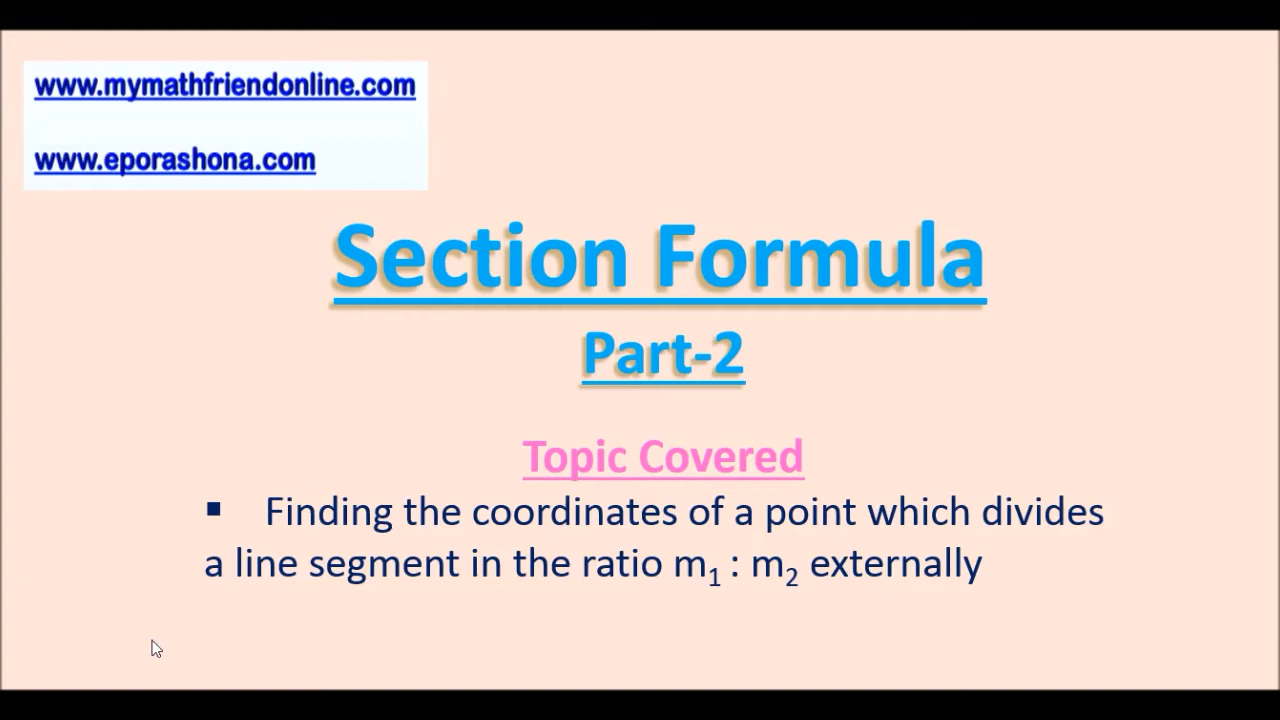 www.mymathfriendonline.com
www.eporashona.com
Section Formula
Part-2
Topic Covered
▪ Finding the coordinates of a point which divides
a line segment in the ratio m₁ : m₂ externally